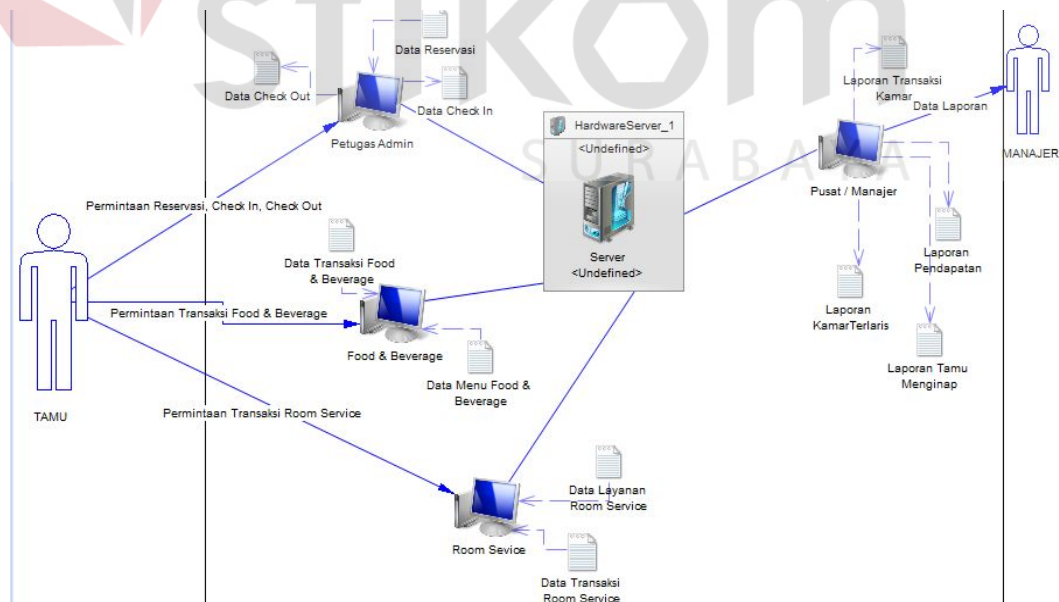 STIKOM
SURABAYA
Data Reservasi
Data Check Out
Data Check In
Petugas Admin
HardwareServer_1
<Undefined>
Server
<Undefined>
Laporan Transaksi
Kamar
Data Laporan
MANAJER
Pusat / Manajer
Permintaan Reservasi, Check In, Check Out
Data Transaksi Food
& Beverage
Laporan
Pendapatan
Permintaan Transaksi Food & Beverage
Laporan
KamarTerlaris
Food & Beverage
Data Menu Food &
Beverage
Laporan Tamu
Menginap
TAMU
Permintaan Transaksi Room Service
Data Layanan
Room Service
Room Sevice
Data Transaksi
Room Service